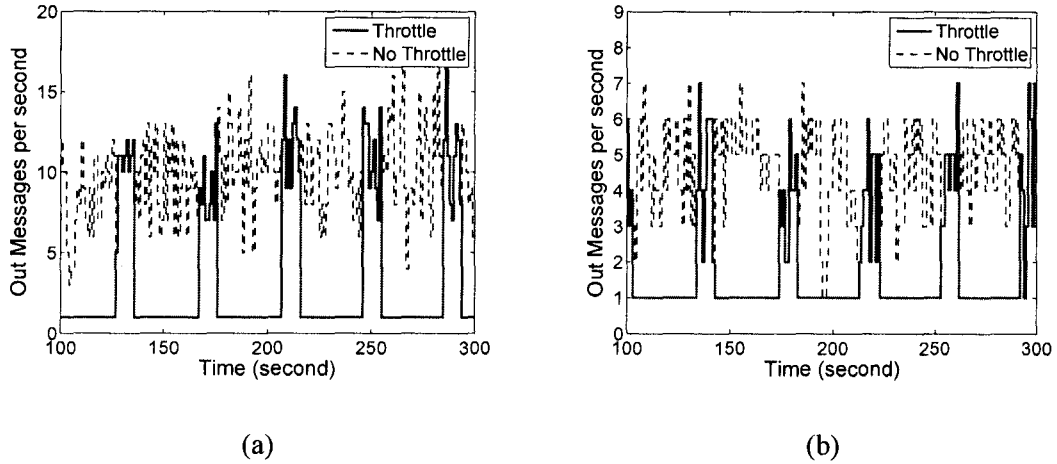 20
15
10
5
0
100
150
200
250
300
Out Messages per second
Time (second)
Throttle
No Throttle
(a)
9
8
7
6
5
4
3
2
1
0
100
150
200
250
300
Out Messages per second
Time (second)
Throttle
No Throttle
(b)